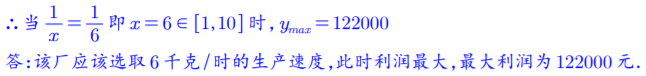 ∴当 1/x = 1/6 即 x = 6 ∈ [1,10] 时, y_max = 122000
答:该厂应该选取 6 千克/时的生产速度,此时利润最大,最大利润为 122000 元.